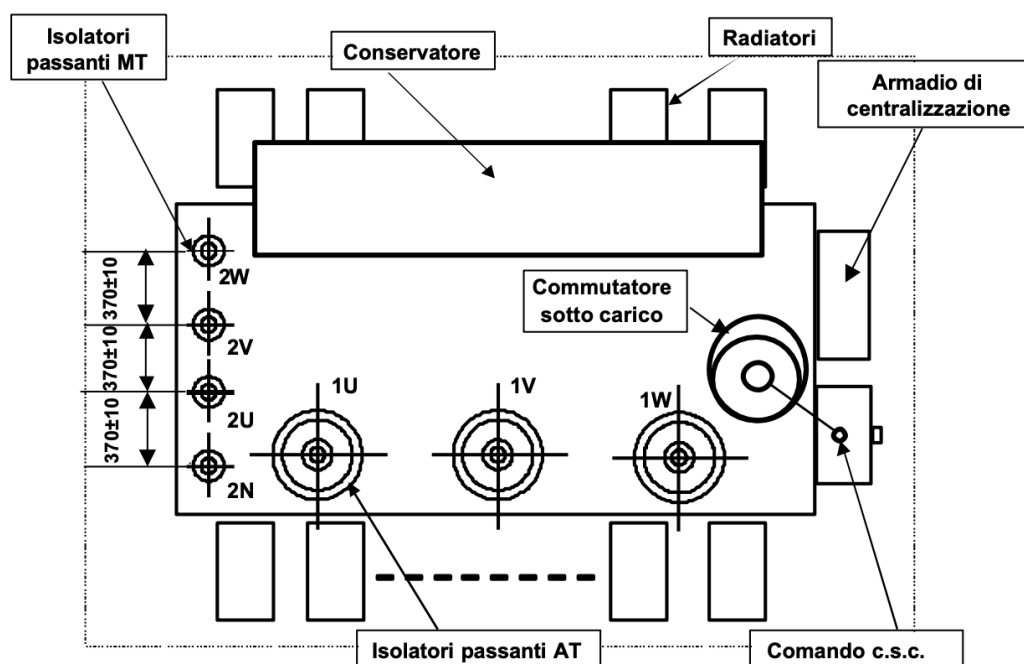 Isolatori
passanti MT
Conservatore
Radiatori
Armadio di
centralizzazione
2W
370±10
Commutatore
sotto carico
2V
370±10
1U
1V
1W
2U
370±10
2N
Isolatori passanti AT
Comando c.s.c.